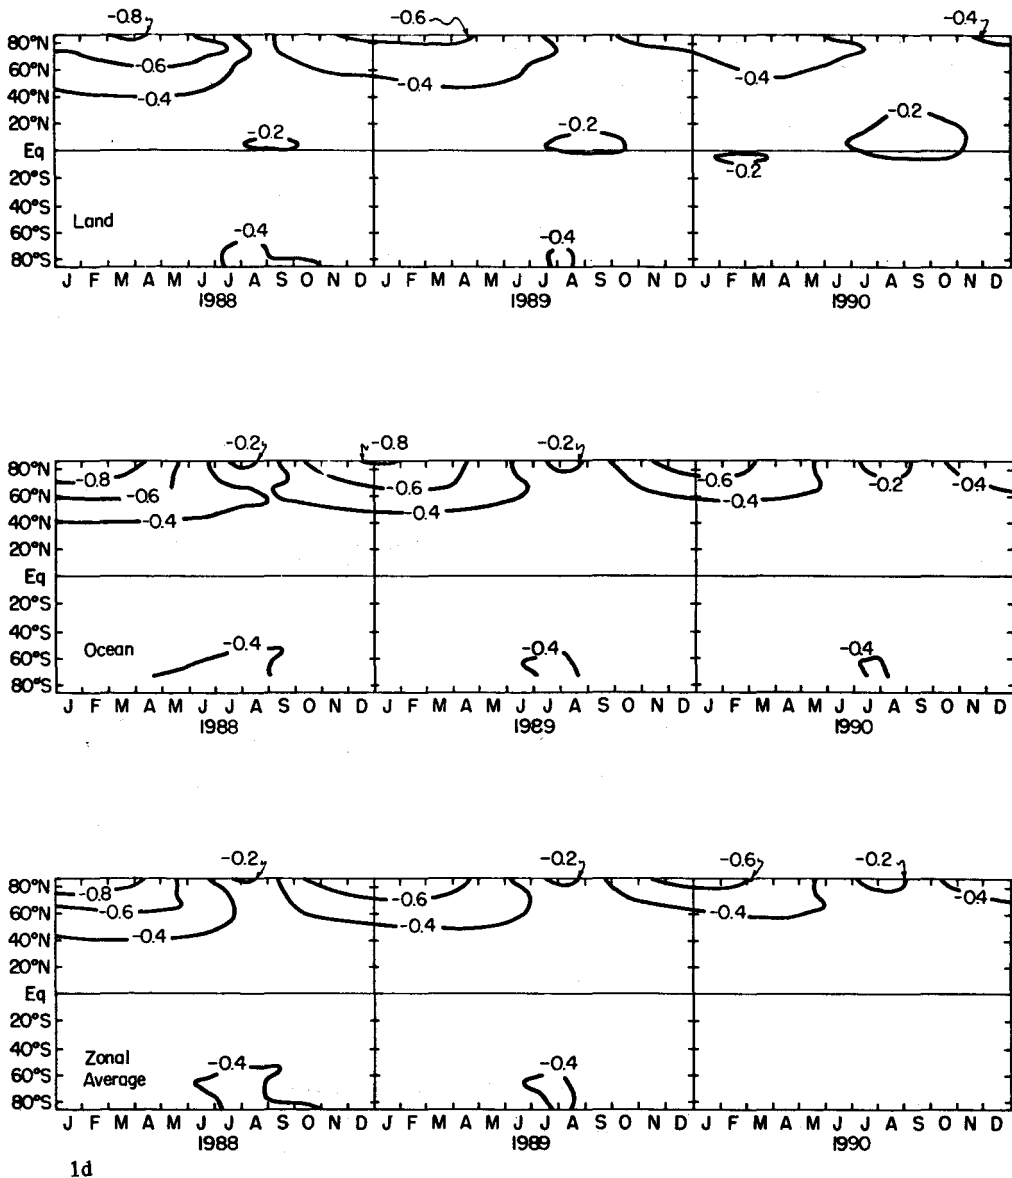 -0.8 -0.6 -0.4
80°N
60°N -0.6 -0.4 -0.4
40°N -0.4
20°N -0.2 -0.2 -0.2
Eq
20°S -0.2
40°S
60°S Land -0.4 -0.4
80°S
J F M A M J J A S O N D J F M A M J J A S O N D J F M A M J J A S O N D
1988 1989 1990
-0.2 -0.8 -0.2
80°N -0.8 -0.6 -0.6 -0.2 -0.4
60°N -0.6 -0.4 -0.4
40°N -0.4
20°N
Eq
20°S
40°S -0.4 -0.4 -0.4
60°S Ocean
80°S
J F M A M J J A S O N D J F M A M J J A S O N D J F M A M J J A S O N D
1988 1989 1990
-0.2 -0.2 -0.6 -0.2
80°N -0.8 -0.6 -0.4
60°N -0.6 -0.4 -0.4
40°N -0.4
20°N
Eq
20°S
40°S -0.4 -0.4
60°S Zonal
Average
80°S
J F M A M J J A S O N D J F M A M J J A S O N D J F M A M J J A S O N D
1988 1989 1990
1d